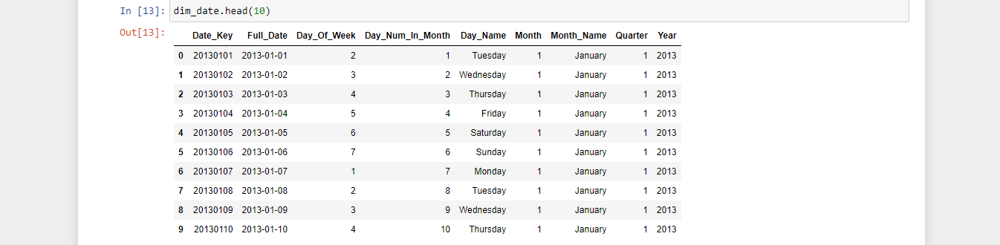 In [13]: dim_date.head(10)
Out[13]:
Date_Key Full_Date Day_Of_Week Day_Num_In_Month Day_Name Month Month_Name Quarter Year
0 20130101 2013-01-01 2 1 Tuesday 1 January 1 2013
1 20130102 2013-01-02 3 2 Wednesday 1 January 1 2013
2 20130103 2013-01-03 4 3 Thursday 1 January 1 2013
3 20130104 2013-01-04 5 4 Friday 1 January 1 2013
4 20130105 2013-01-05 6 5 Saturday 1 January 1 2013
5 20130106 2013-01-06 7 6 Sunday 1 January 1 2013
6 20130107 2013-01-07 1 7 Monday 1 January 1 2013
7 20130108 2013-01-08 2 8 Tuesday 1 January 1 2013
8 20130109 2013-01-09 3 9 Wednesday 1 January 1 2013
9 20130110 2013-01-10 4 10 Thursday 1 January 1 2013